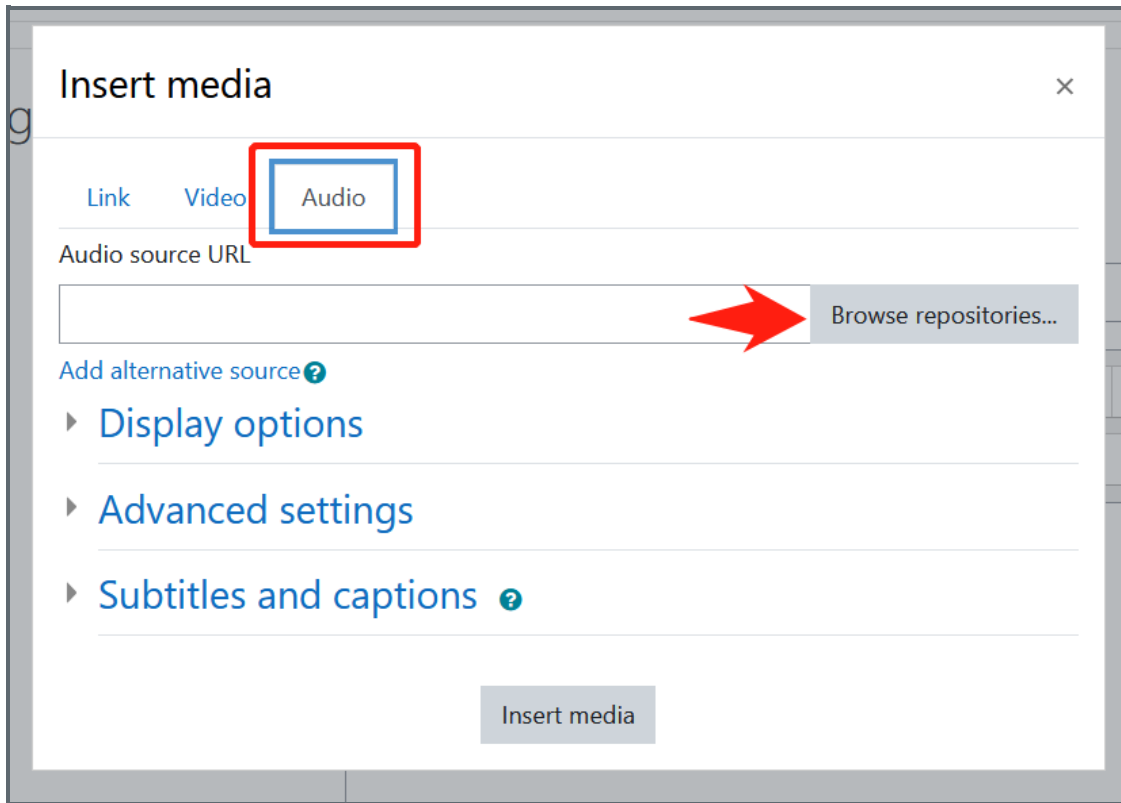 Insert media
×
g
Link Video Audio
Audio source URL
Browse repositories...
Add alternative source ?
Display options
Advanced settings
Subtitles and captions ?
Insert media